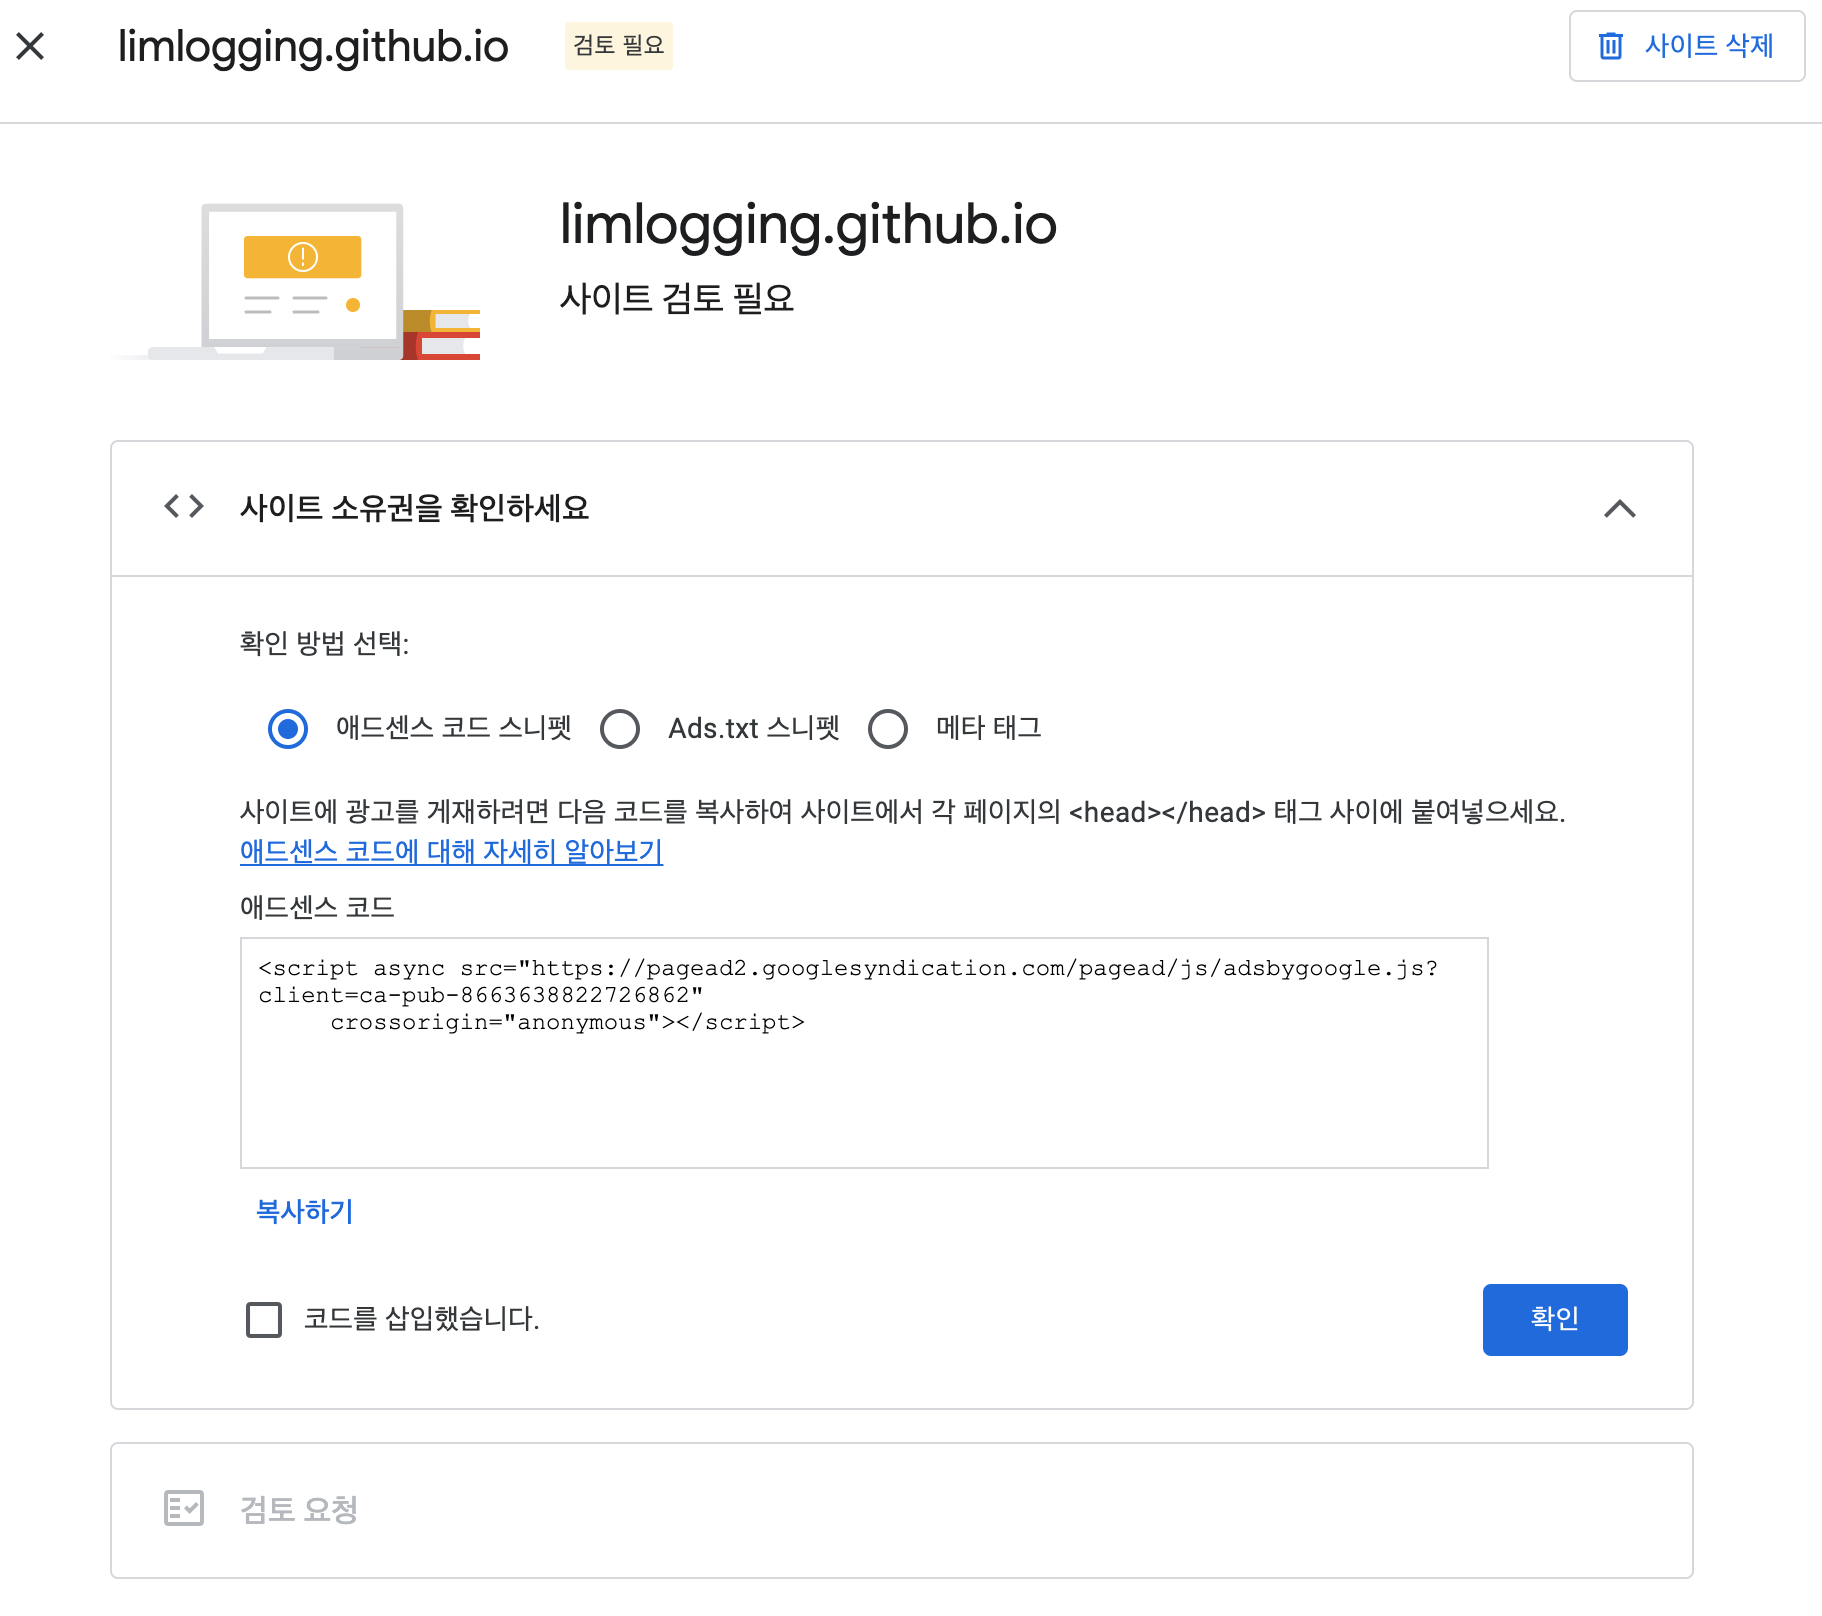 limlogging.github.io
검토 필요
사이트 삭제
limlogging.github.io
사이트 검토 필요
사이트 소유권을 확인하세요
확인 방법 선택:
애드센스 코드 스니펫
Ads.txt 스니펫
메타 태그
사이트에 광고를 게재하려면 다음 코드를 복사하여 사이트에서 각 페이지의 <head></head> 태그 사이에 붙여넣으세요.
애드센스 코드에 대해 자세히 알아보기
애드센스 코드
<script async src="https://pagead2.googlesyndication.com/pagead/js/adsbygoogle.js?
client=ca-pub-8663638822726862"
     crossorigin="anonymous"></script>
복사하기
코드를 삽입했습니다.
확인
검토 요청